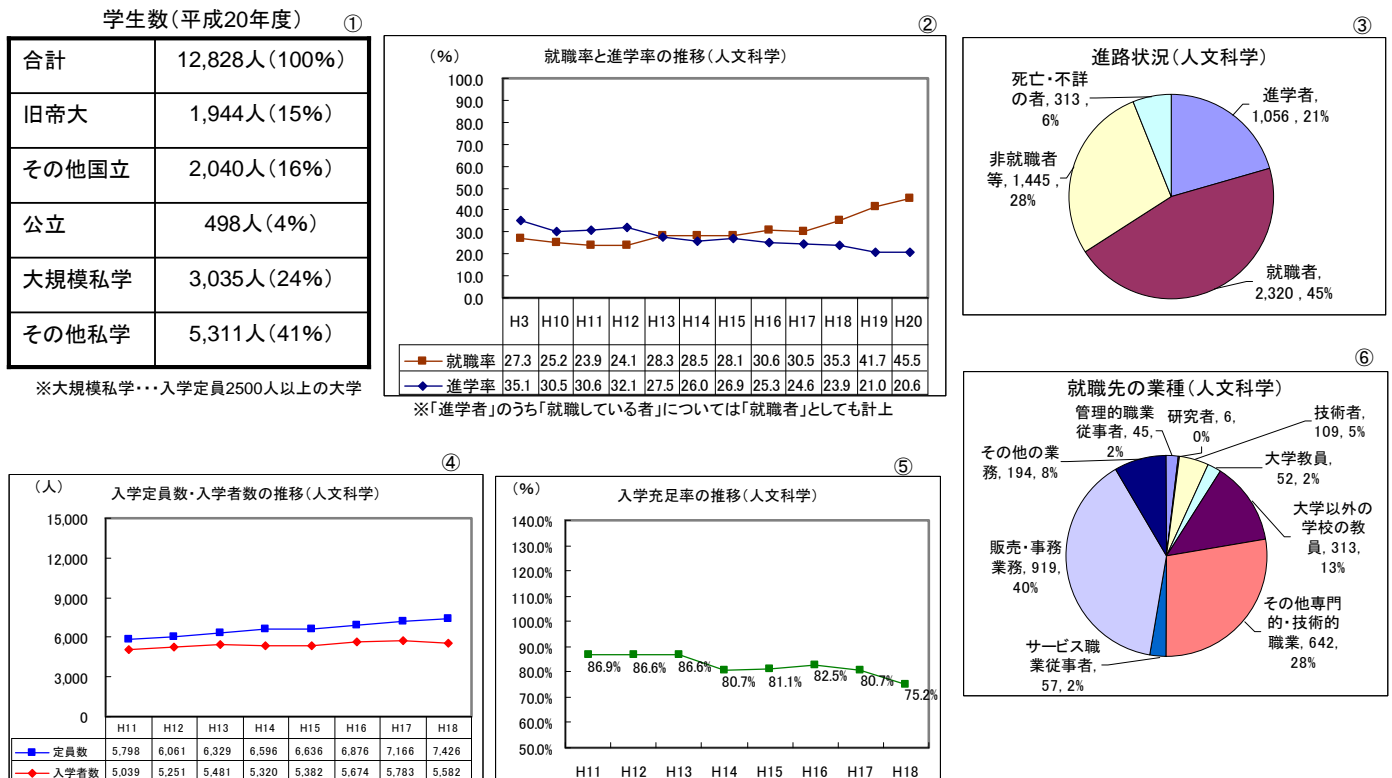 学生数(平成20年度)
①
合計 12,828人(100%)
旧帝大 1,944人(15%)
その他国立 2,040人(16%)
公立 498人(4%)
大規模私学 3,035人(24%)
その他私学 5,311人(41%)
※大規模私学・・・入学定員2500人以上の大学
②
(%)
就職率と進学率の推移(人文科学)
100.0
90.0
80.0
70.0
60.0
50.0
40.0
30.0
20.0
10.0
0.0
H3 H10 H11 H12 H13 H14 H15 H16 H17 H18 H19 H20
就職率 27.3 25.2 23.9 24.1 28.3 28.5 28.1 30.6 30.5 35.3 41.7 45.5
進学率 35.1 30.5 30.6 32.1 27.5 26.0 26.9 25.3 24.6 23.9 21.0 20.6
※「進学者」のうち「就職している者」については「就職者」としても計上
③
進路状況(人文科学)
死亡・不詳
の者, 313 ,
6%
進学者,
1,056 , 21%
非就職者
等, 1,445 ,
28%
就職者,
2,320 , 45%
④
(人)
入学定員数・入学者数の推移(人文科学)
15,000
12,000
9,000
6,000
3,000
0
H11 H12 H13 H14 H15 H16 H17 H18
定員数 5,798 6,061 6,329 6,596 6,636 6,876 7,166 7,426
入学者数 5,039 5,251 5,481 5,320 5,382 5,674 5,783 5,582
⑤
(%)
入学充足率の推移(人文科学)
140.0%
130.0%
120.0%
110.0%
100.0%
90.0%
80.0%
70.0%
60.0%
50.0%
86.9% 86.6% 86.6% 80.7% 81.1% 82.5% 80.7% 75.2%
H11 H12 H13 H14 H15 H16 H17 H18
⑥
就職先の業種(人文科学)
管理的職業
従事者, 45,
2%
研究者, 6,
0%
技術者,
109, 5%
その他の業
務, 194, 8%
大学教員,
52, 2%
大学以外の
学校の教
員, 313,
13%
販売・事務
業務, 919,
40%
その他専門
的・技術的
職業, 642,
28%
サービス職
業従事者,
57, 2%